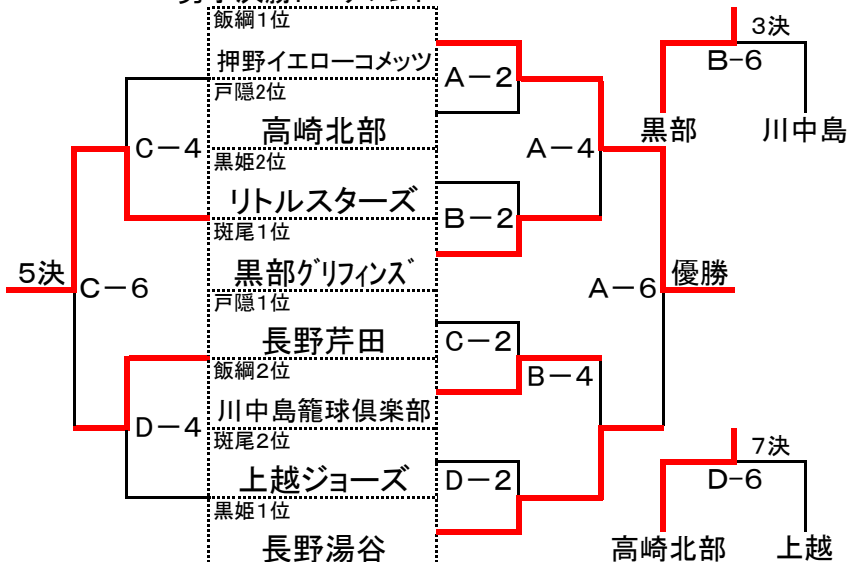 飯綱1位
押野イエローコメッツ
戸隠2位
高崎北部
黒姫2位
リトルスターズ
斑尾1位
黒部グリフィンズ
戸隠1位
長野芹田
飯綱2位
川中島籠球倶楽部
斑尾2位
上越ジョーズ
黒姫1位
長野湯谷
C－4
5決
C－6
D－4
A－2
B－2
C－2
D－2
A－4
B－4
A－6
優勝
3決
B-6
黒部
川中島
7決
D-6
高崎北部
上越